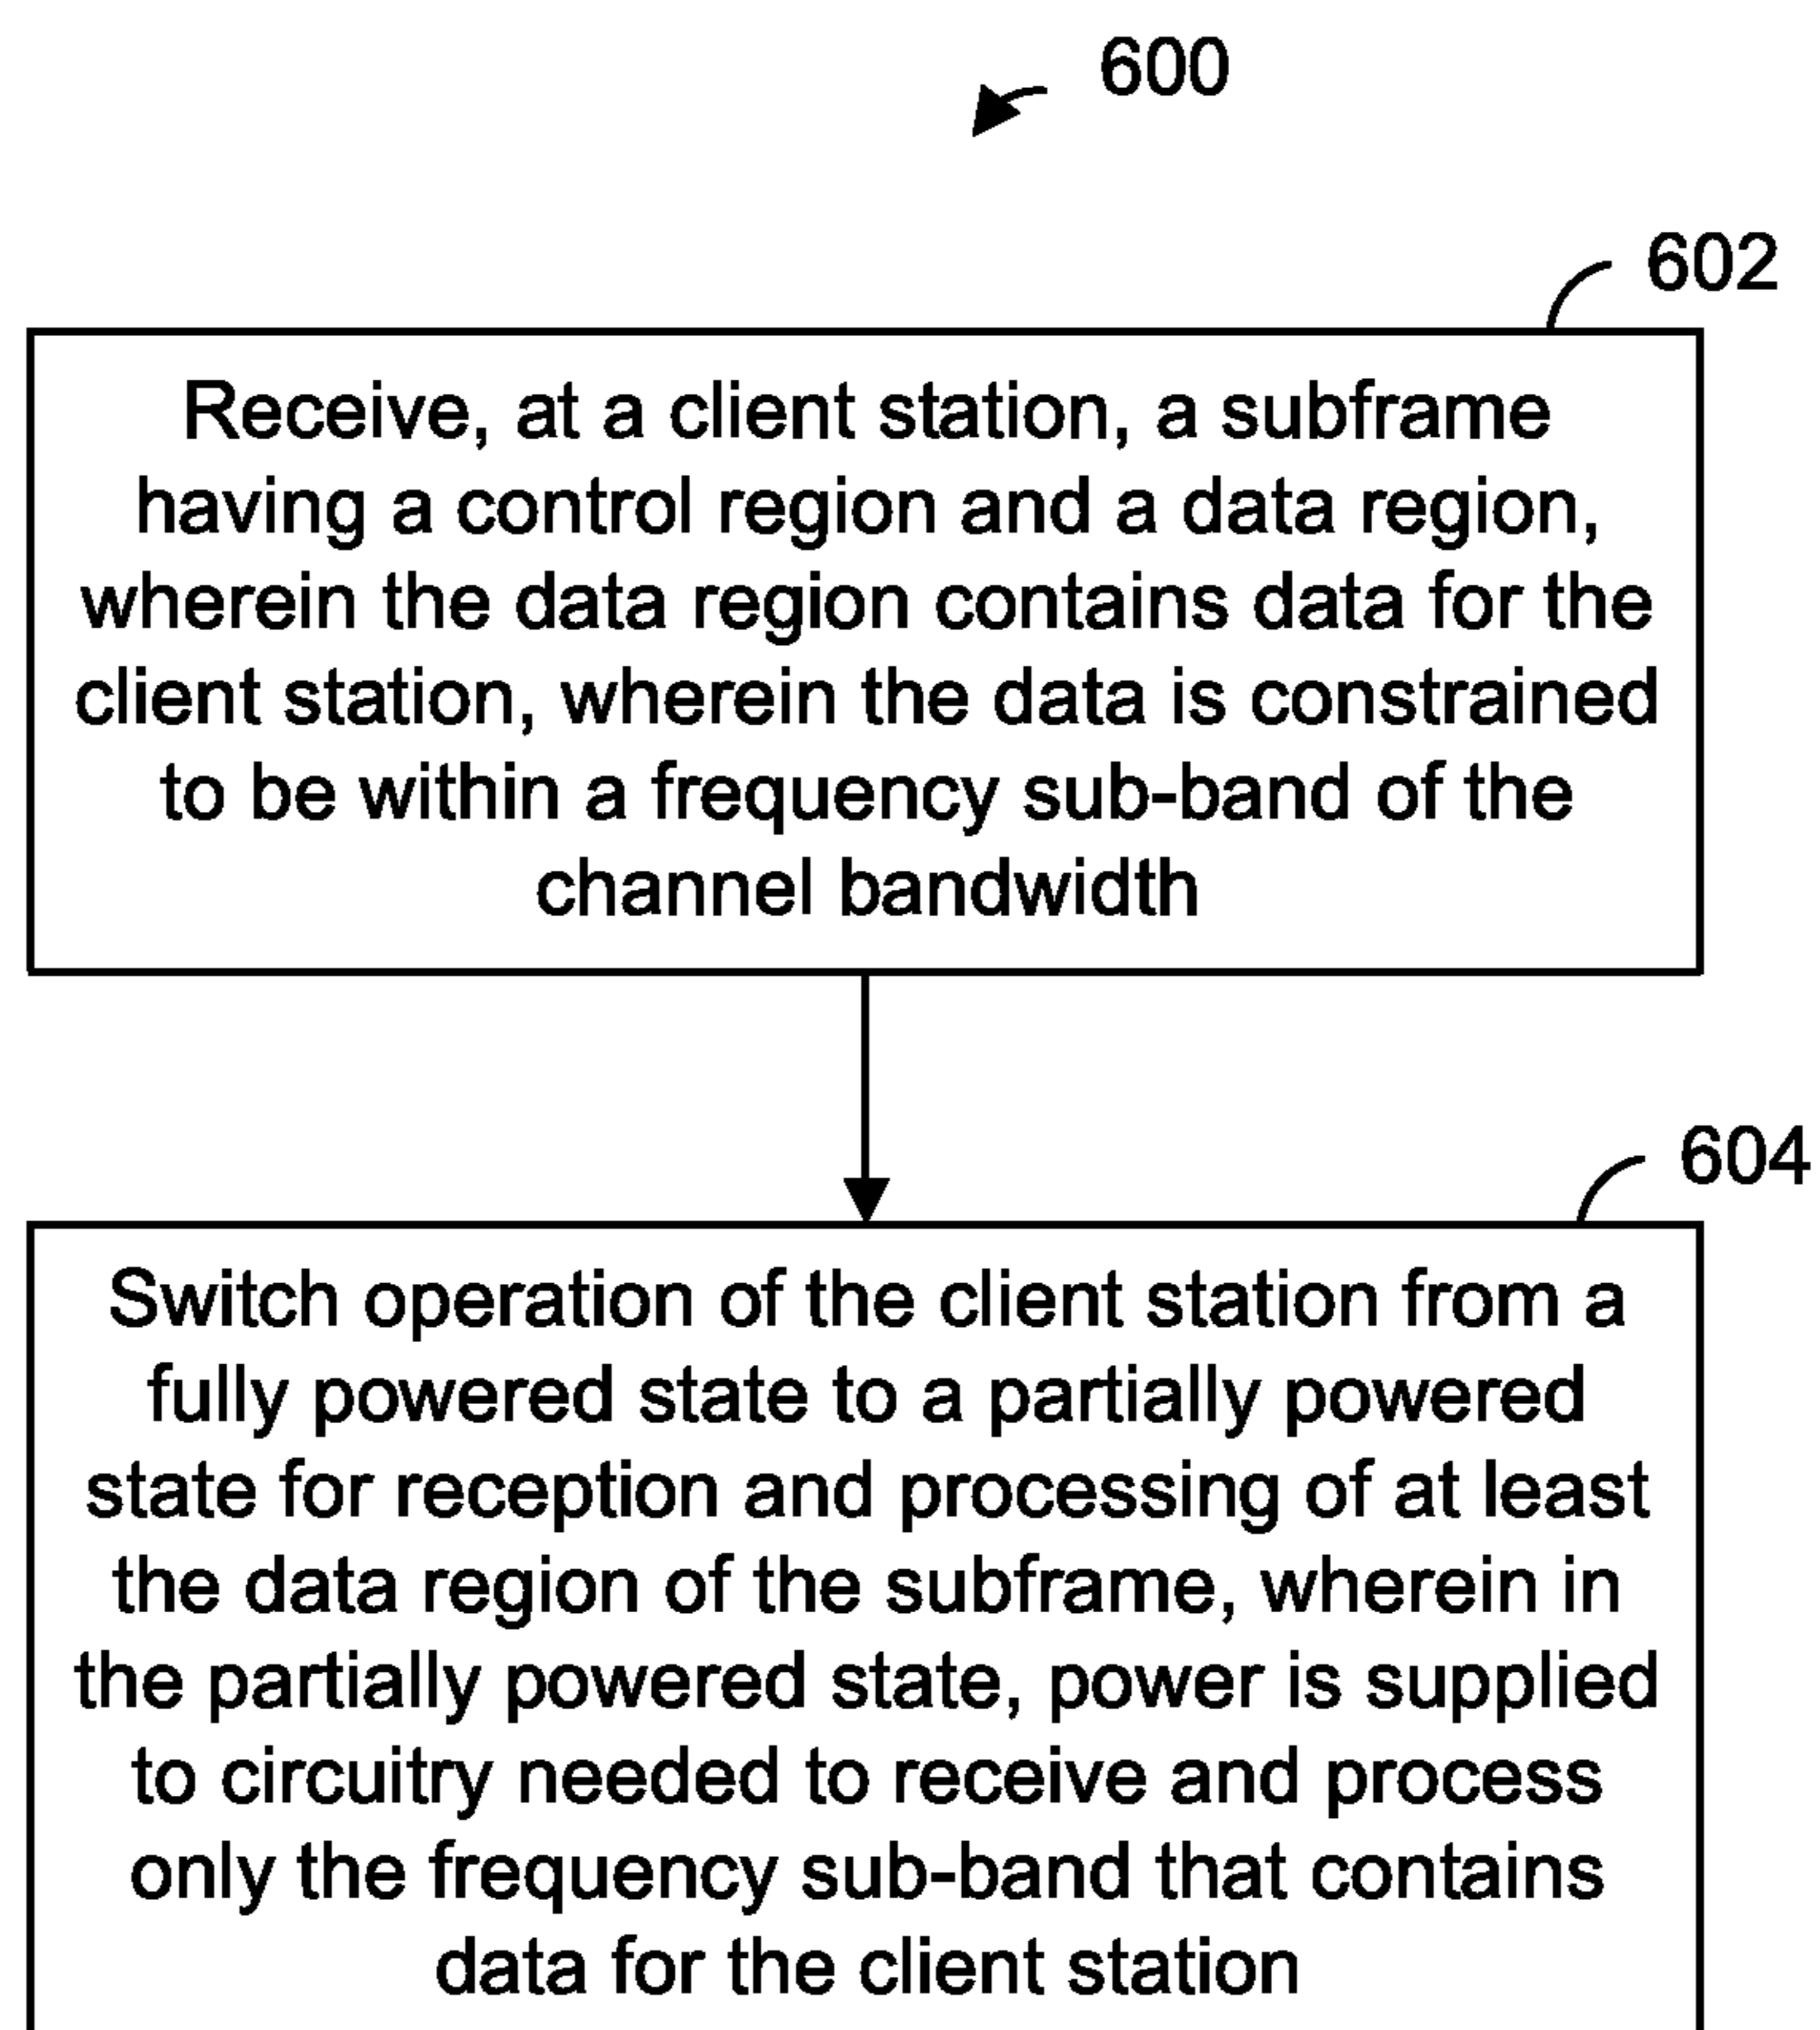 600
602
Receive, at a client station, a subframe
having a control region and a data region,
wherein the data region contains data for the
client station, wherein the data is constrained
to be within a frequency sub-band of the
channel bandwidth
604
Switch operation of the client station from a
fully powered state to a partially powered
state for reception and processing of at least
the data region of the subframe, wherein in
the partially powered state, power is supplied
to circuitry needed to receive and process
only the frequency sub-band that contains
data for the client station